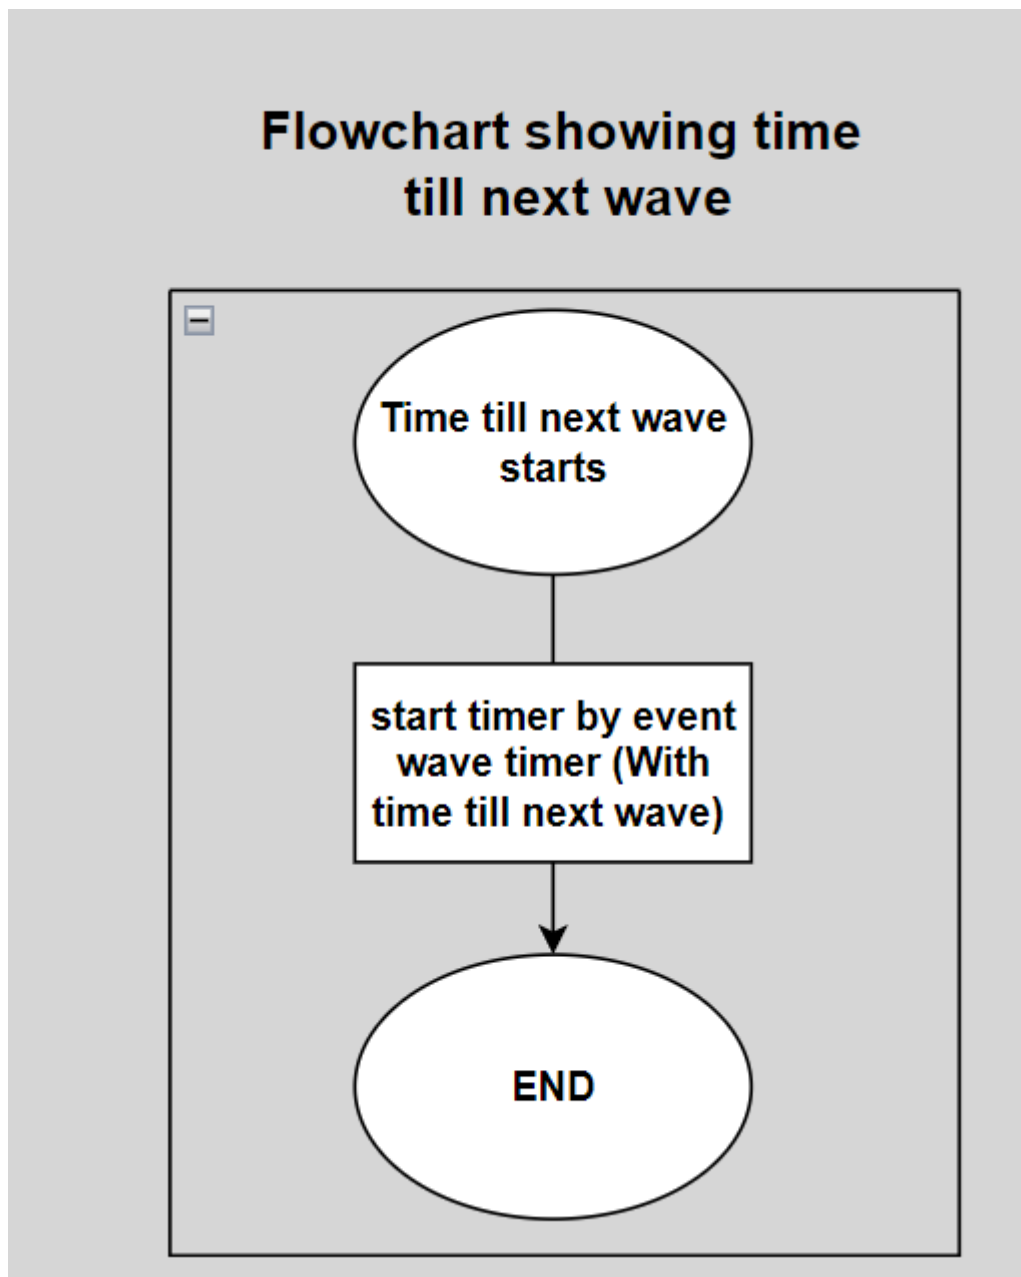 Flowchart showing time
till next wave
Time till next wave
starts
start timer by event
wave timer (With
time till next wave)
END